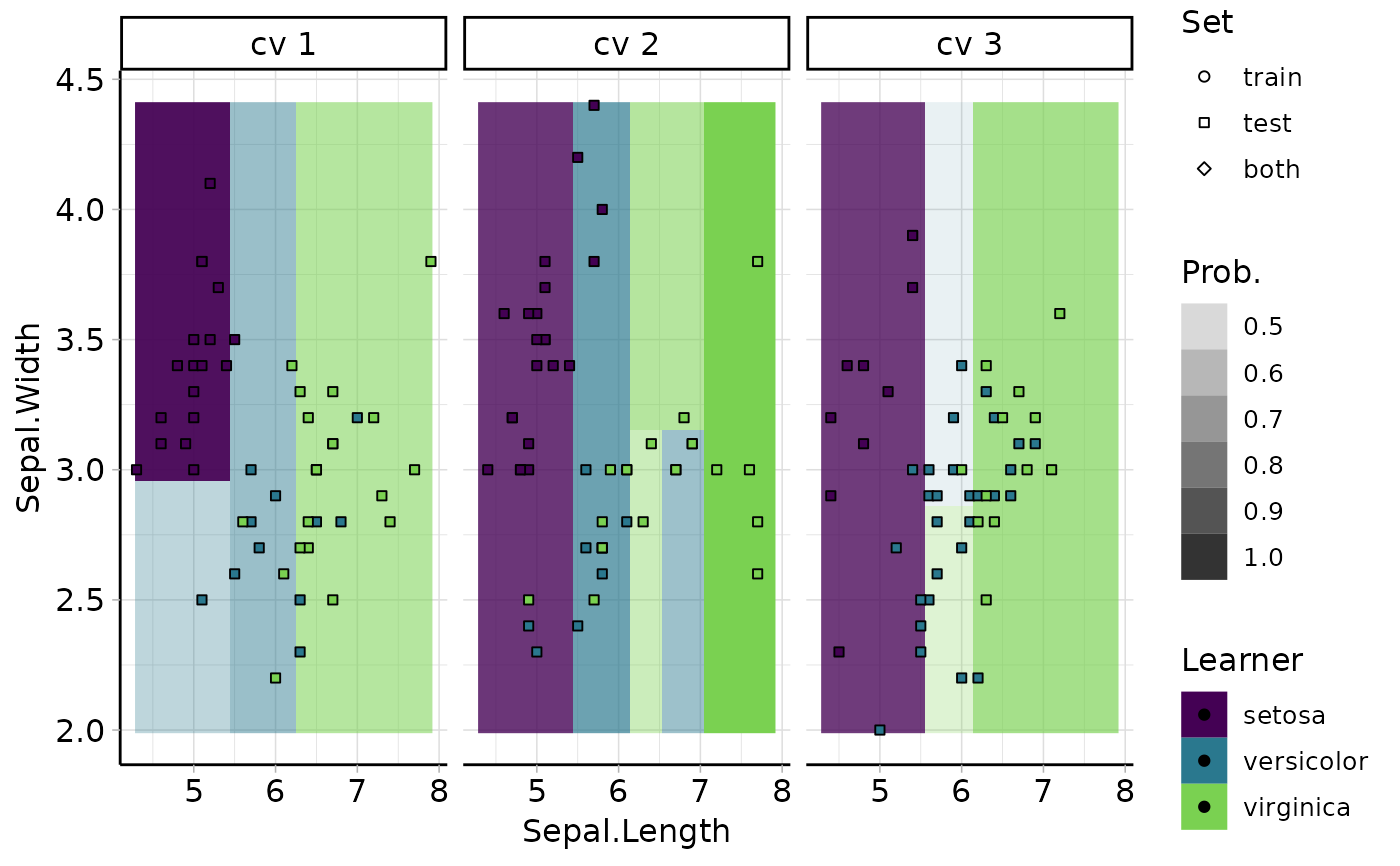 cv 1
cv 2
cv 3
4.5
4.0
3.5
3.0
2.5
2.0
Sepal.Width
5 6 7 8
5 6 7 8
5 6 7 8
Sepal.Length
Set
train
test
both
Prob.
0.5
0.6
0.7
0.8
0.9
1.0
Learner
setosa
versicolor
virginica